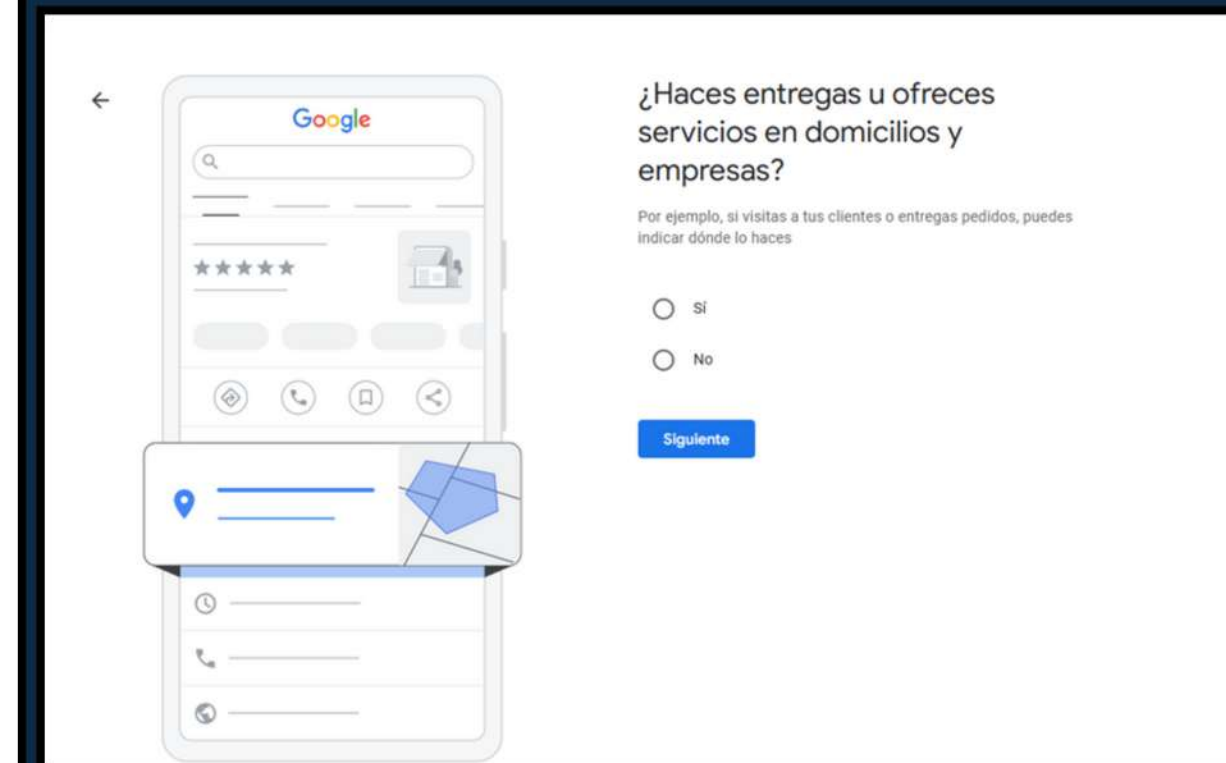 Google
¿Haces entregas u ofreces
servicios en domicilios y
empresas?
Por ejemplo, si visitas a tus clientes o entregas pedidos, puedes
indicar dónde lo haces
Sí
No
Siguiente